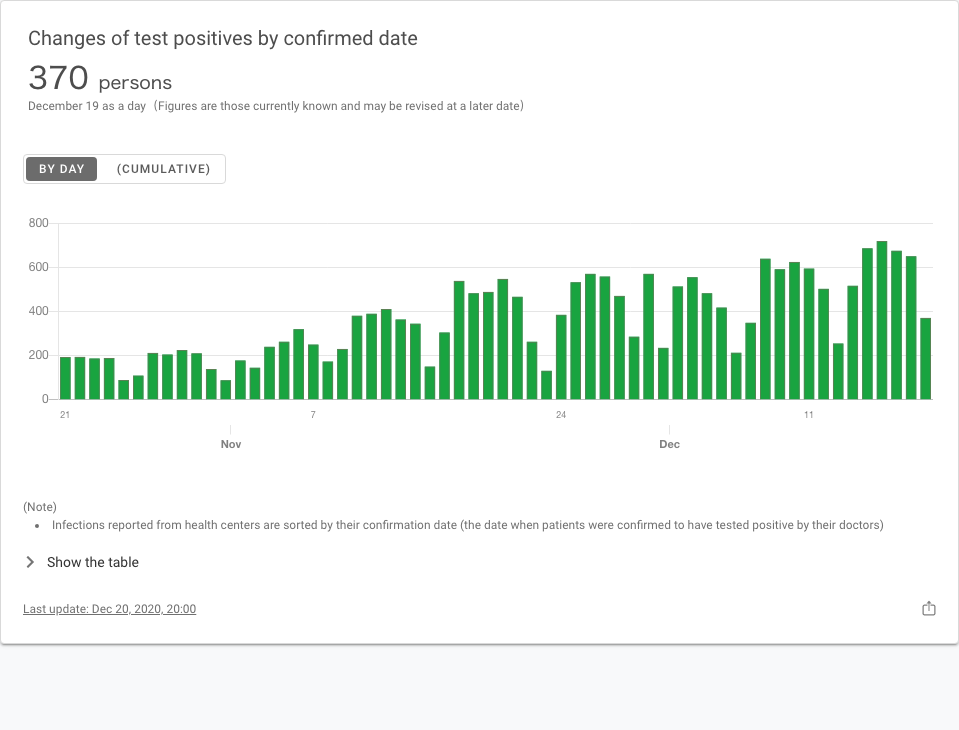 Changes of test positives by confirmed date
370 persons
December 19 as a day  (Figures are those currently known and may be revised at a later date)
BY DAY (CUMULATIVE)
800
600
400
200
0
21 7 24 11
Nov Dec
(Note)
• Infections reported from health centers are sorted by their confirmation date (the date when patients were confirmed to have tested positive by their doctors)
Show the table
Last update: Dec 20, 2020, 20:00